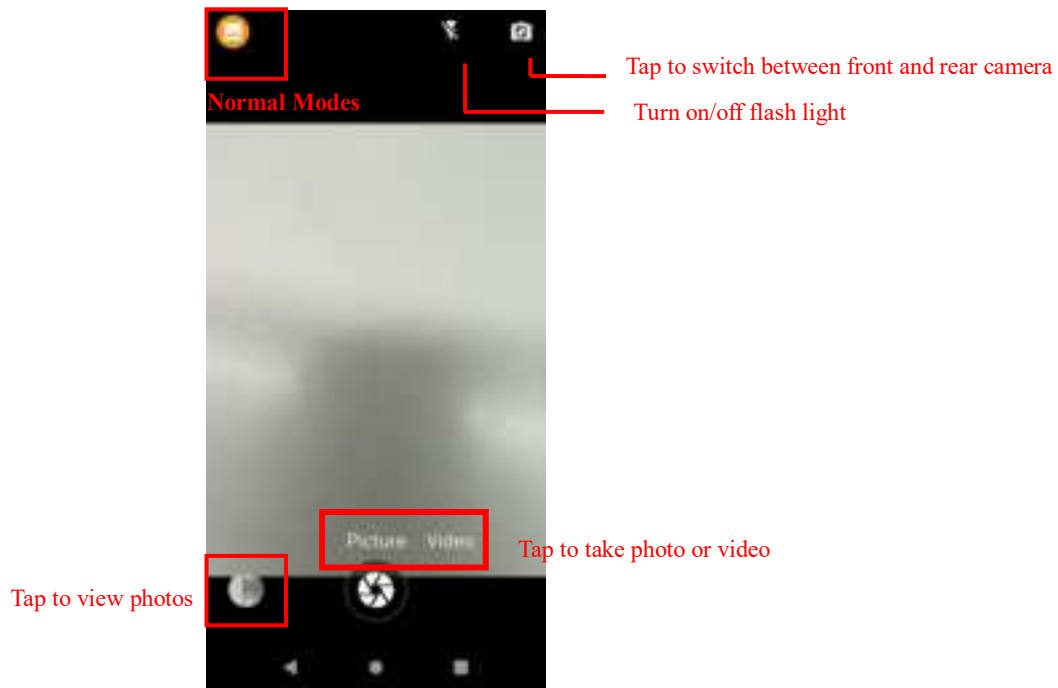 Tap to switch between front and rear camera
Normal Modes
Turn on/off flash light
Picture Video
Tap to take photo or video
Tap to view photos